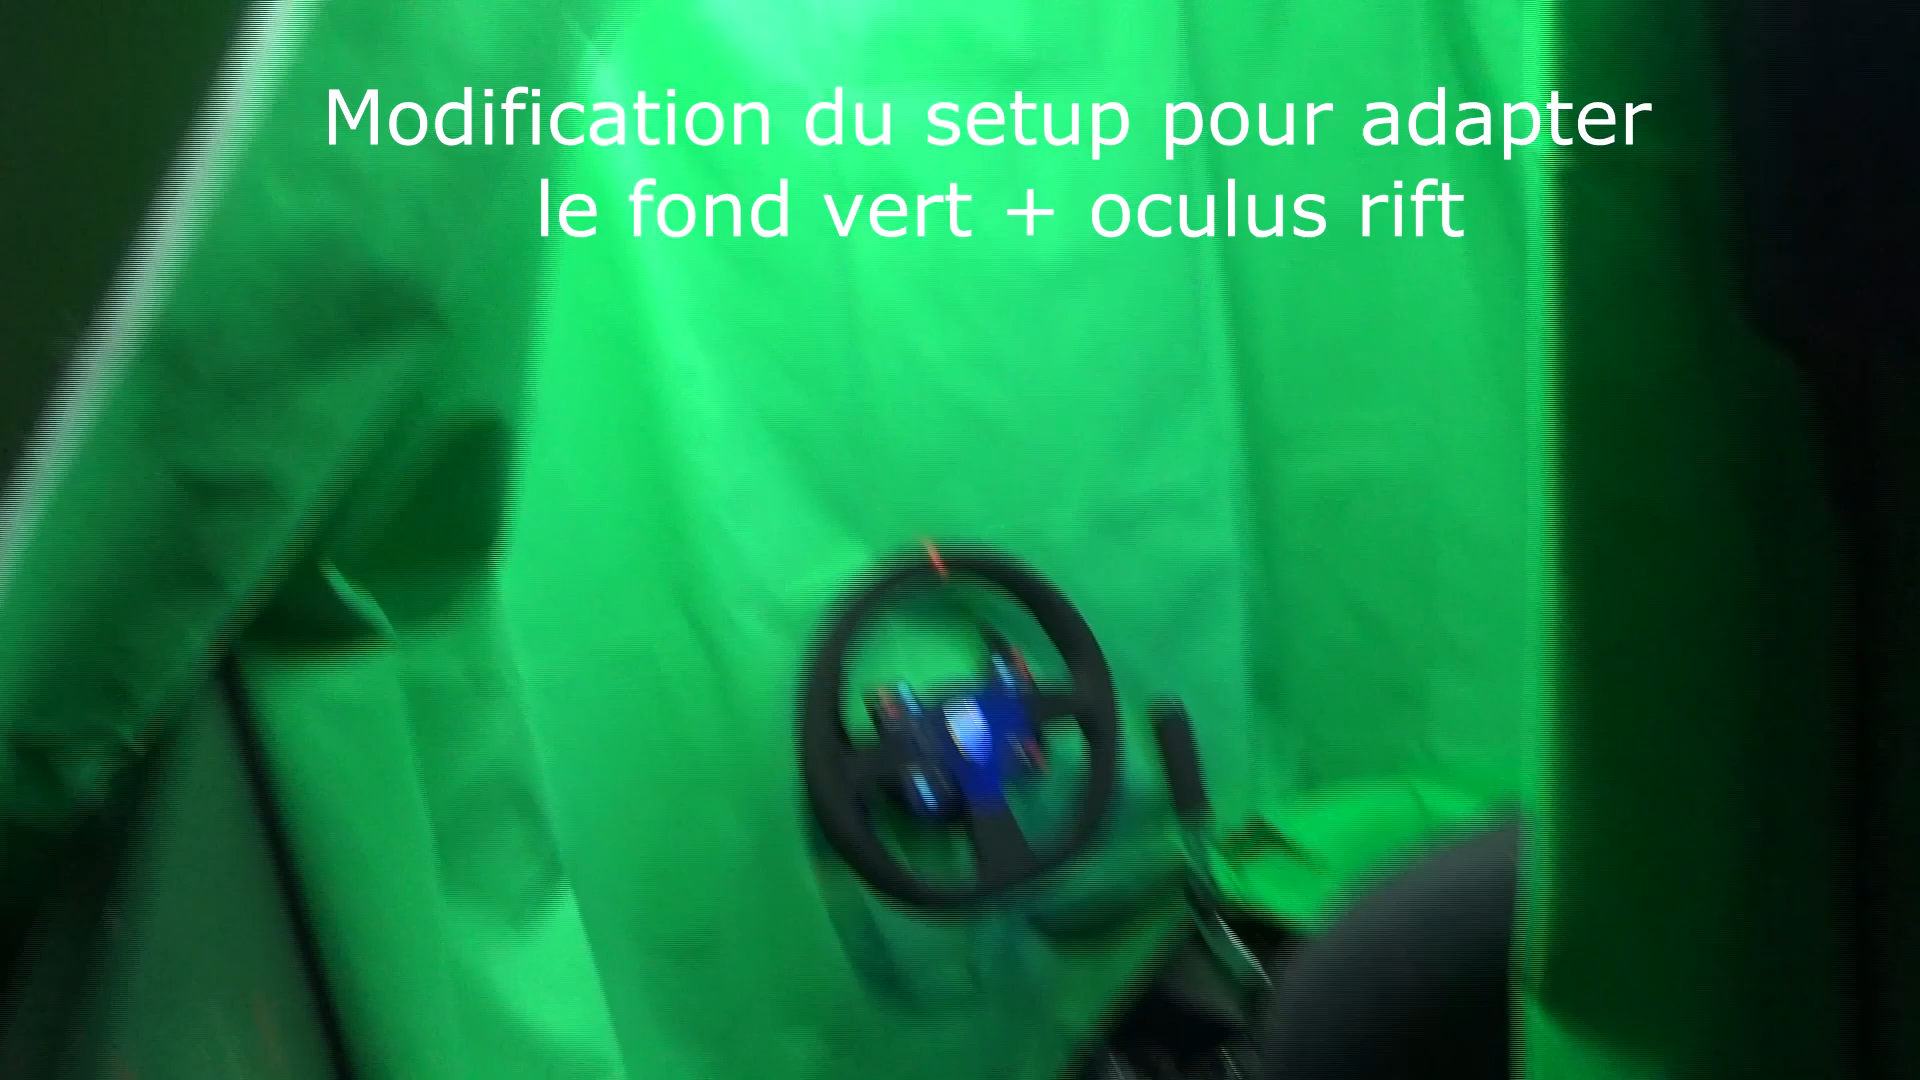 Modification du setup pour adapter
le fond vert + oculus rift